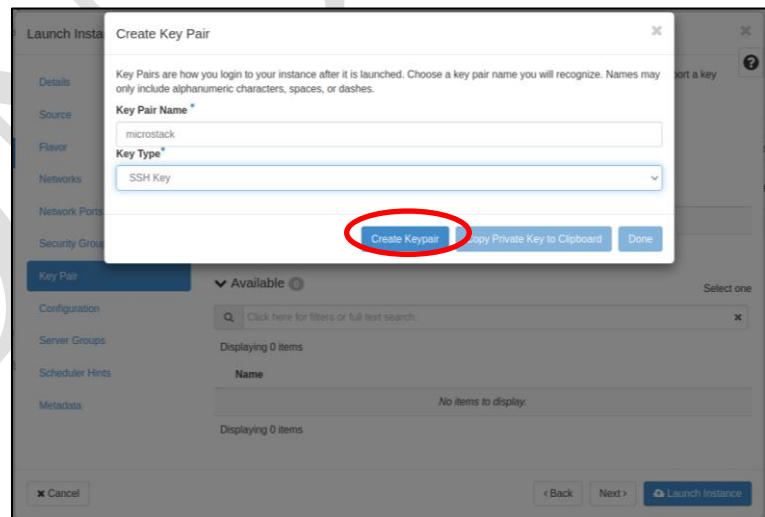 Launch Insta
Create Key Pair
Key Pairs are how you login to your instance after it is launched. Choose a key pair name you will recognize. Names may
only include alphanumeric characters, spaces, or dashes.
ort a key
Details
Source
Flavor
Networks
Network Ports
Security Grou
Key Pair
Configuration
Server Groups
Scheduler Hints
Metadata
Key Pair Name *
microstack
Key Type*
SSH Key
Create Keypair
opy Private Key to Clipboard
Done
Available 0
Select one
Click here for filters or full text search.
Displaying 0 items
Name
No items to display.
Displaying 0 items
Cancel
< Back
Next >
Launch Instance